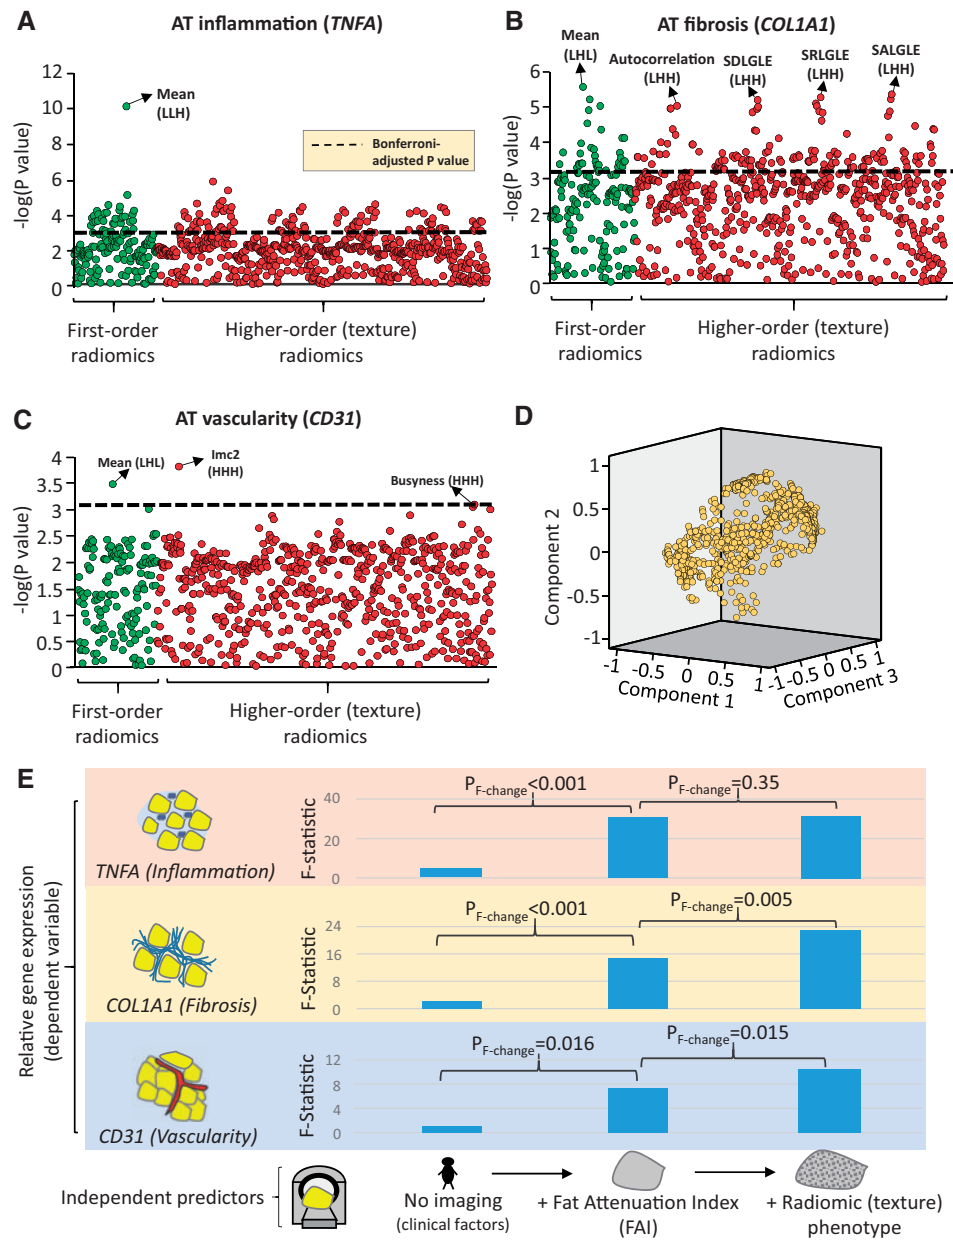 A
AT inflammation (TNFA)
12
10
8
6
4
2
0
-log(P value)
Mean
(LLH)
Bonferroni-
adjusted P value
First-order
radiomics
Higher-order (texture)
radiomics
B
AT fibrosis (COL1A1)
6
5
4
3
2
1
0
-log(P value)
Mean
(LHL)
Autocorrelation
(LHH)
SDLGLE
(LHH)
SRLGLE
(LHH)
SALGLE
(LHH)
First-order
radiomics
Higher-order (texture)
radiomics
C
AT vascularity (CD31)
4
3.5
3
2.5
2
1.5
1
0.5
0
-log(P value)
Mean (LHL)
Imc2
(HHH)
Busyness (HHH)
First-order
radiomics
Higher-order (texture)
radiomics
D
1
0.5
0
-0.5
-1
Component 2
-1 -0.5 0 0.5 1
Component 1
-1 -0.5 0 0.5 1
Component 3
E
Relative gene expression
(dependent variable)
TNFA (Inflammation)
F-statistic
40
20
0
PF-change<0.001
PF-change=0.35
COL1A1 (Fibrosis)
F-Statistic
24
16
8
0
PF-change<0.001
PF-change=0.005
CD31 (Vascularity)
F-Statistic
12
8
4
0
PF-change=0.016
PF-change=0.015
Independent predictors
No imaging
(clinical factors)
+ Fat Attenuation Index
(FAI)
+ Radiomic (texture)
phenotype